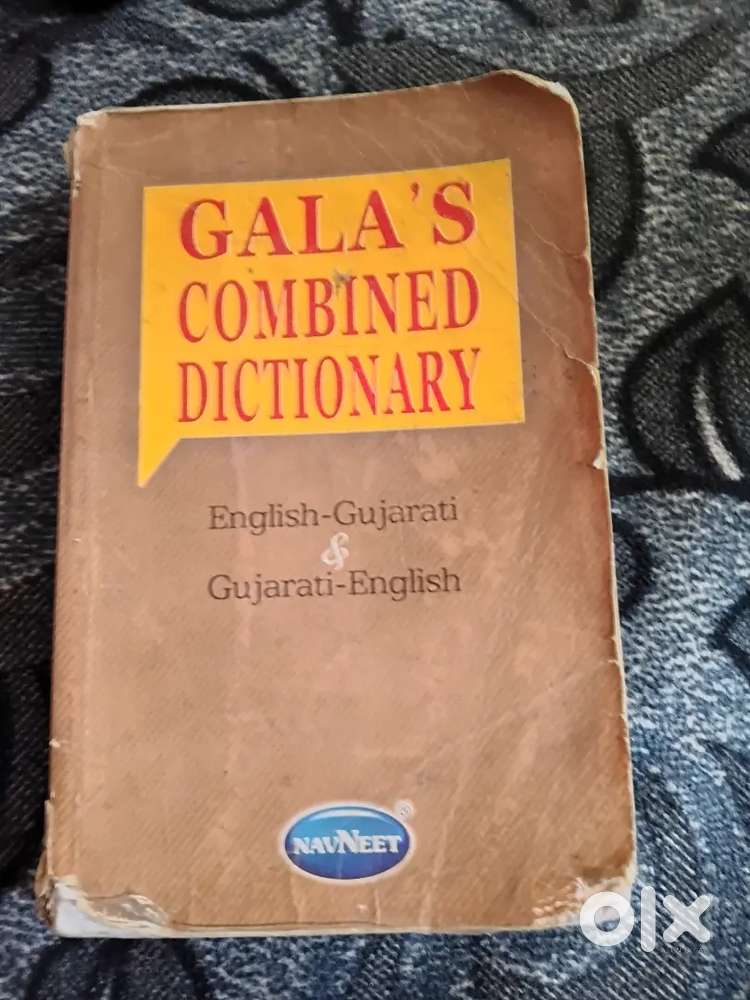 GALA'S
COMBINED
DICTIONARY
English-Gujarati
&
Gujarati-English
NAVNEET
®
olx